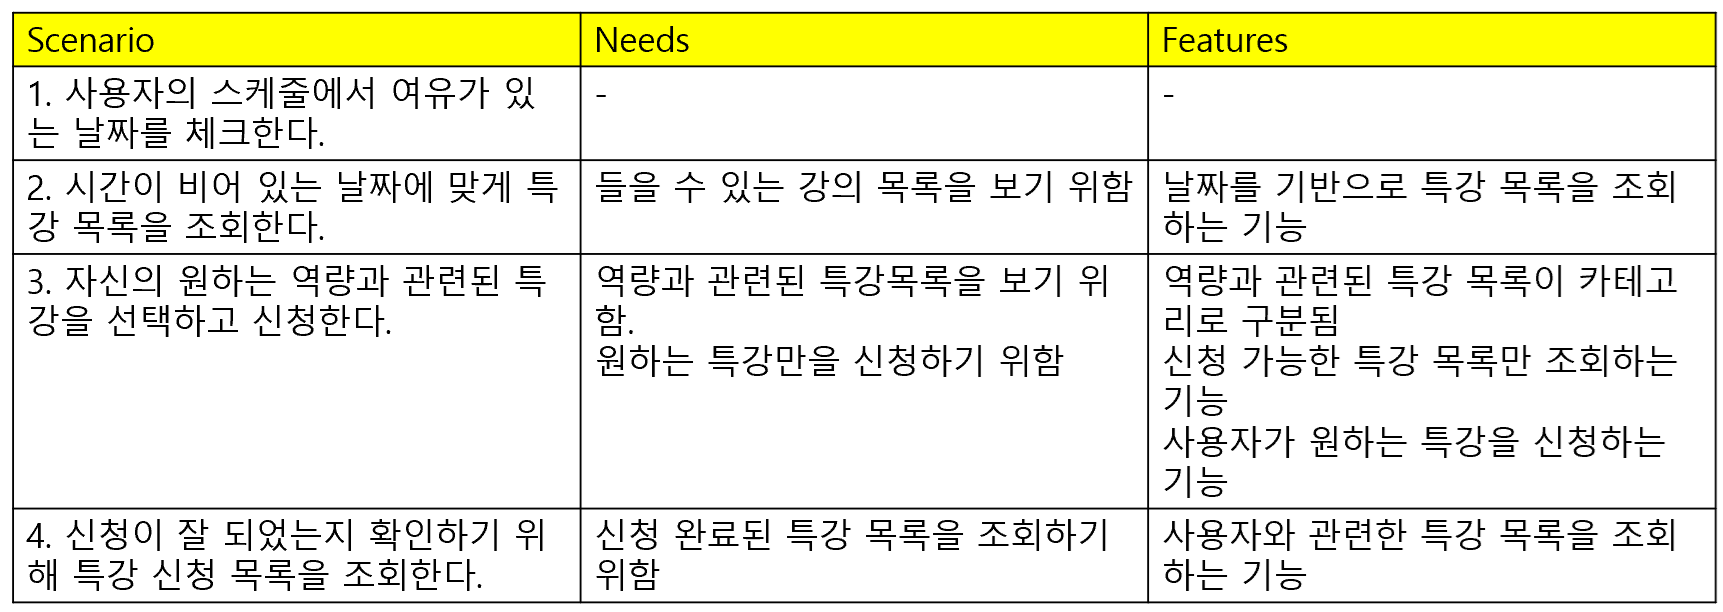 Scenario
Needs
Features
1. 사용자의 스케줄에서 여유가 있
는 날짜를 체크한다.
-
-
2. 시간이 비어 있는 날짜에 맞게 특
강 목록을 조회한다.
들을 수 있는 강의 목록을 보기 위함
날짜를 기반으로 특강 목록을 조회
하는 기능
3. 자신의 원하는 역량과 관련된 특
강을 선택하고 신청한다.
역량과 관련된 특강목록을 보기 위
함.
원하는 특강만을 신청하기 위함
역량과 관련된 특강 목록이 카테고
리로 구분됨
신청 가능한 특강 목록만 조회하는
기능
사용자가 원하는 특강을 신청하는
기능
4. 신청이 잘 되었는지 확인하기 위
해 특강 신청 목록을 조회한다.
신청 완료된 특강 목록을 조회하기
위함
사용자와 관련한 특강 목록을 조회
하는 기능